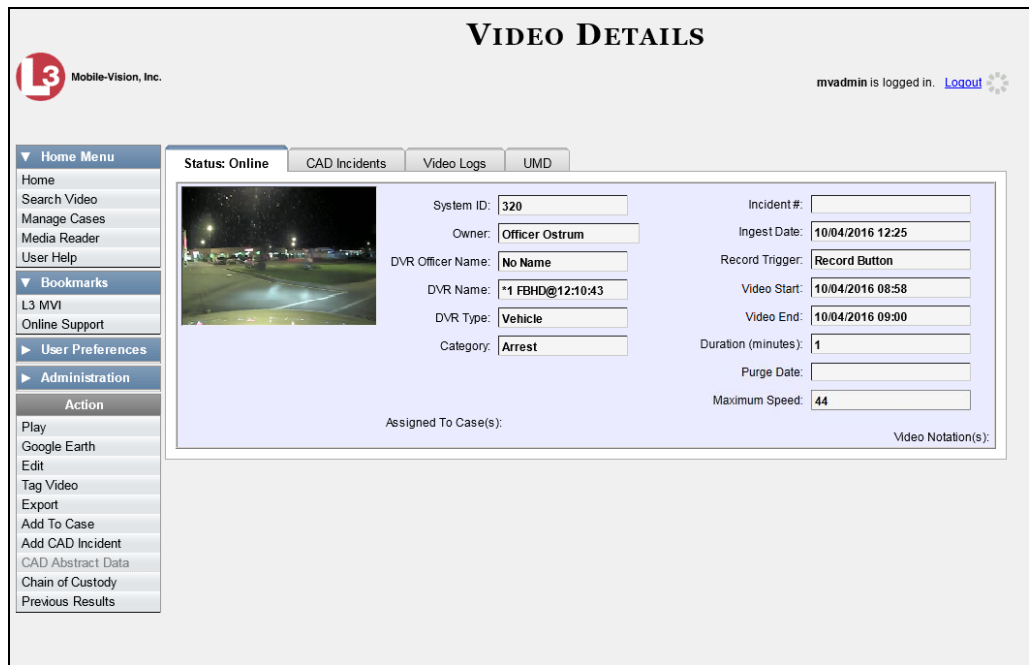 VIDEO DETAILS
L3 Mobile-Vision, Inc.
mvadmin is logged in. Logout
▼ Home Menu
Home
Search Video
Manage Cases
Media Reader
User Help
▼ Bookmarks
L3 MVI
Online Support
► User Preferences
► Administration
Action
Play
Google Earth
Edit
Tag Video
Export
Add To Case
Add CAD Incident
CAD Abstract Data
Chain of Custody
Previous Results
Status: Online CAD Incidents Video Logs UMD
System ID: 320
Owner: Officer Ostrum
DVR Officer Name: No Name
DVR Name: *1 FBHD@12:10:43
DVR Type: Vehicle
Category: Arrest
Assigned To Case(s):
Incident #:
Ingest Date: 10/04/2016 12:25
Record Trigger: Record Button
Video Start: 10/04/2016 08:58
Video End: 10/04/2016 09:00
Duration (minutes): 1
Purge Date:
Maximum Speed: 44
Video Notation(s):